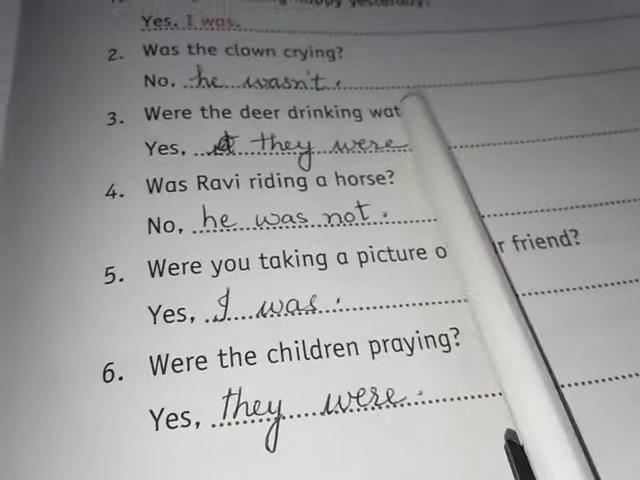 happy yesterday?
Yes, I was.
2. Was the clown crying?
No, he wasn't.
3. Were the deer drinking wat
Yes, they were
4. Was Ravi riding a horse?
No, he was not.
5. Were you taking a picture o r friend?
Yes, I was.
6. Were the children praying?
Yes, they were.